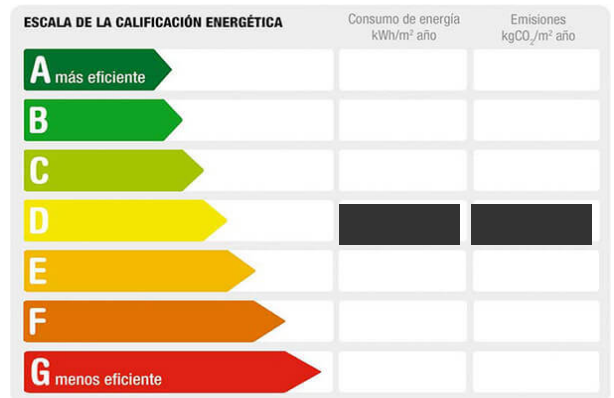 ESCALA DE LA CALIFICACIÓN ENERGÉTICA
Consumo de energía
kWh/m² año
Emisiones
kgCO₂/m² año
A más eficiente
B
C
D
E
F
G menos eficiente